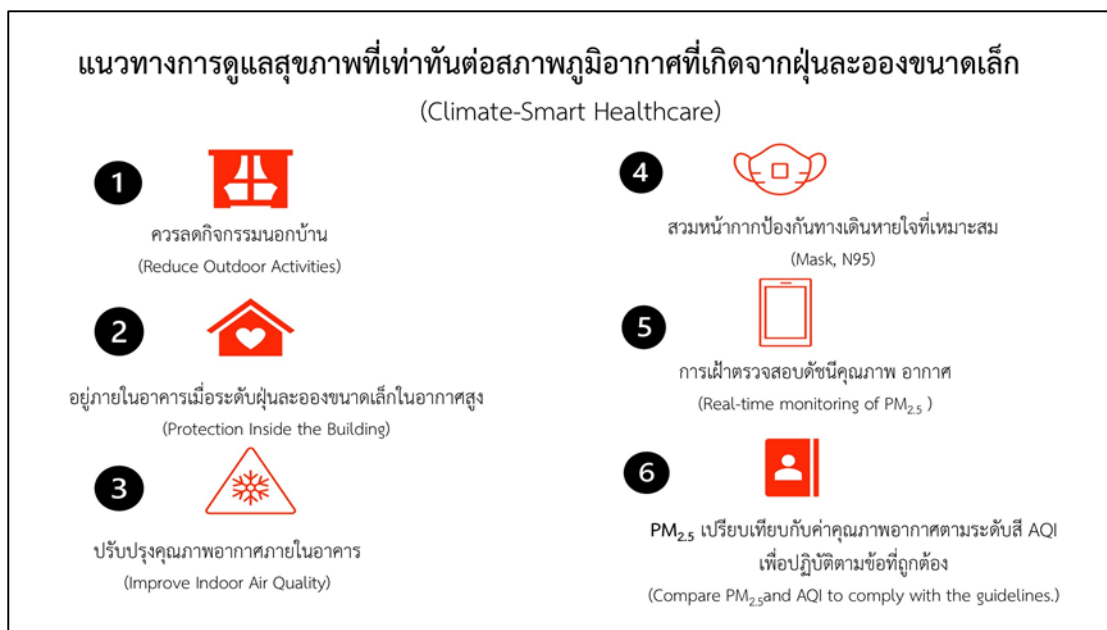 แนวทางการดูแลสุขภาพที่เท่าทันต่อสภาพภูมิอากาศที่เกิดจากฝุ่นละอองขนาดเล็ก
(Climate-Smart Healthcare)
1
ควรลดกิจกรรมนอกบ้าน
(Reduce Outdoor Activities)
2
อยู่ภายในอาคารเมื่อระดับฝุ่นละอองขนาดเล็กในอากาศสูง
(Protection Inside the Building)
3
ปรับปรุงคุณภาพอากาศภายในอาคาร
(Improve Indoor Air Quality)
4
สวมหน้ากากป้องกันทางเดินหายใจที่เหมาะสม
(Mask, N95)
5
การเฝ้าตรวจสอบดัชนีคุณภาพ อากาศ
(Real-time monitoring of PM₂.₅ )
6
PM₂.₅ เปรียบเทียบกับค่าคุณภาพอากาศตามระดับสี AQI
เพื่อปฏิบัติตามข้อที่ถูกต้อง
(Compare PM₂.₅and AQI to comply with the guidelines.)